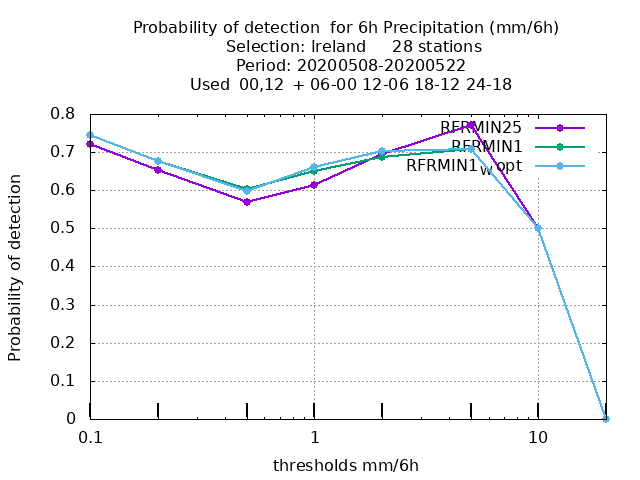 Probability of detection  for 6h Precipitation (mm/6h)
Selection: Ireland     28 stations
Period: 20200508-20200522
Used  00,12  + 06-00 12-06 18-12 24-18
RFRMIN25
RFRMIN1
RFRMIN1wopt
Probability of detection
0.8
0.7
0.6
0.5
0.4
0.3
0.2
0.1
0
0.1
1
10
thresholds mm/6h